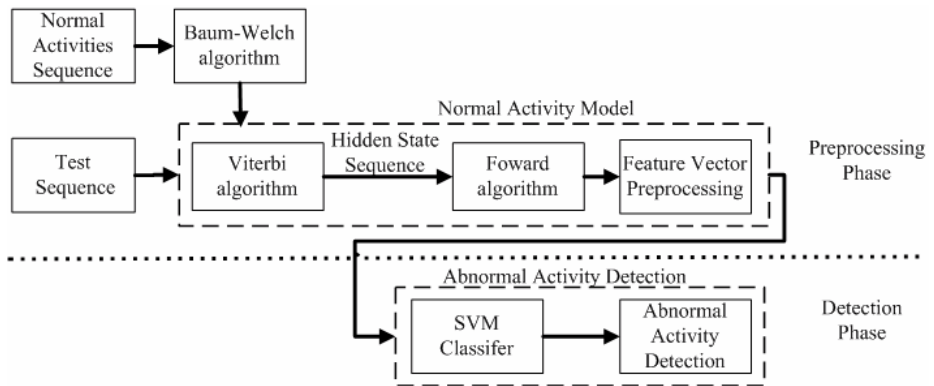 Normal
Activities
Sequence
Baum-Welch
algorithm
Normal Activity Model
Test
Sequence
Viterbi
algorithm
Hidden State
Sequence
Foward
algorithm
Feature Vector
Preprocessing
Preprocessing
Phase
Abnormal Activity Detection
SVM
Classifer
Abnormal
Activity
Detection
Detection
Phase